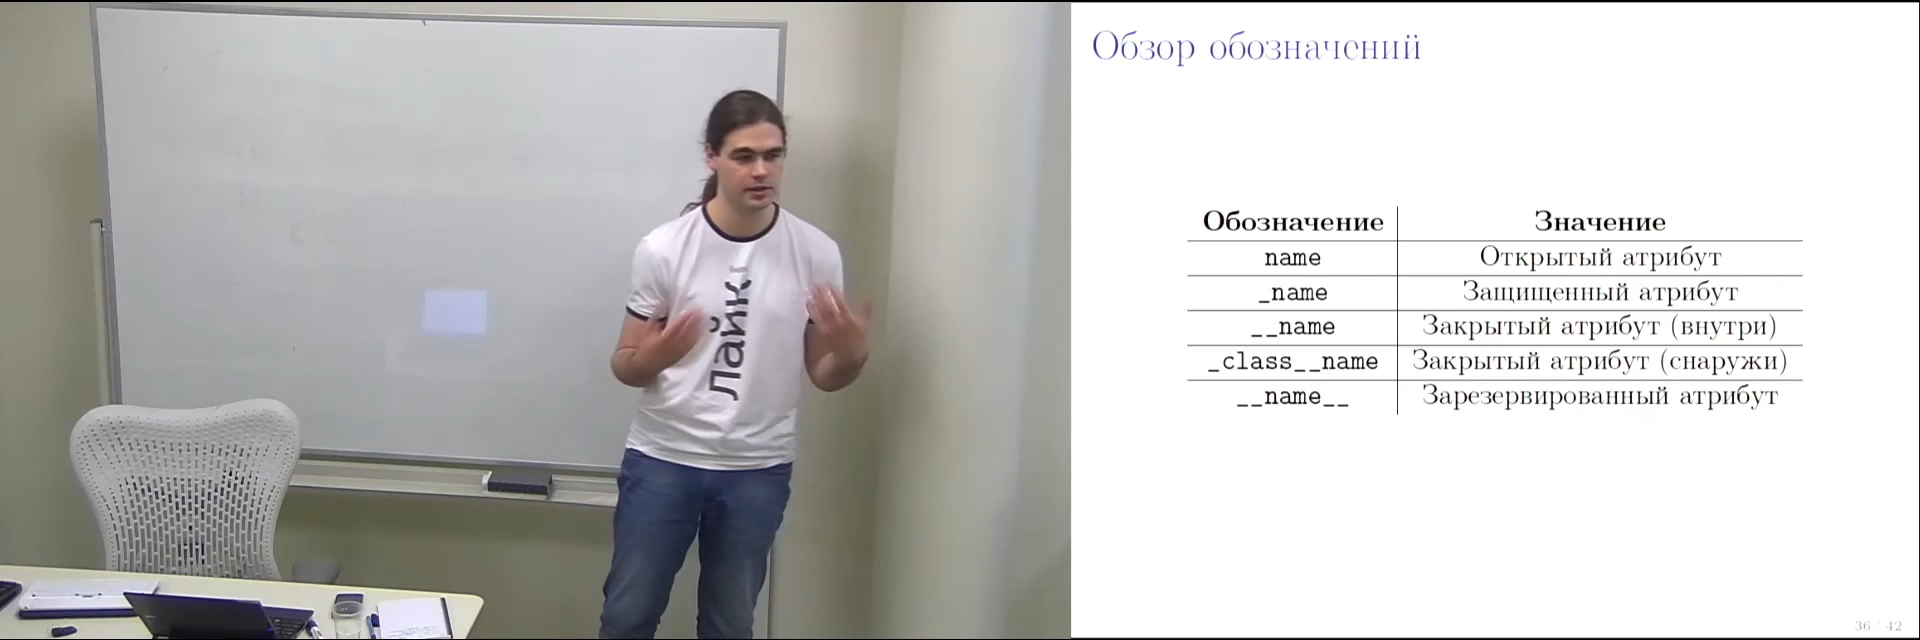 Лайк
Обзор обозначений
Обозначение Значение
name Открытый атрибут
_name Защищенный атрибут
__name Закрытый атрибут (внутри)
_class__name Закрытый атрибут (снаружи)
__name__ Зарезервированный атрибут
36 / 42